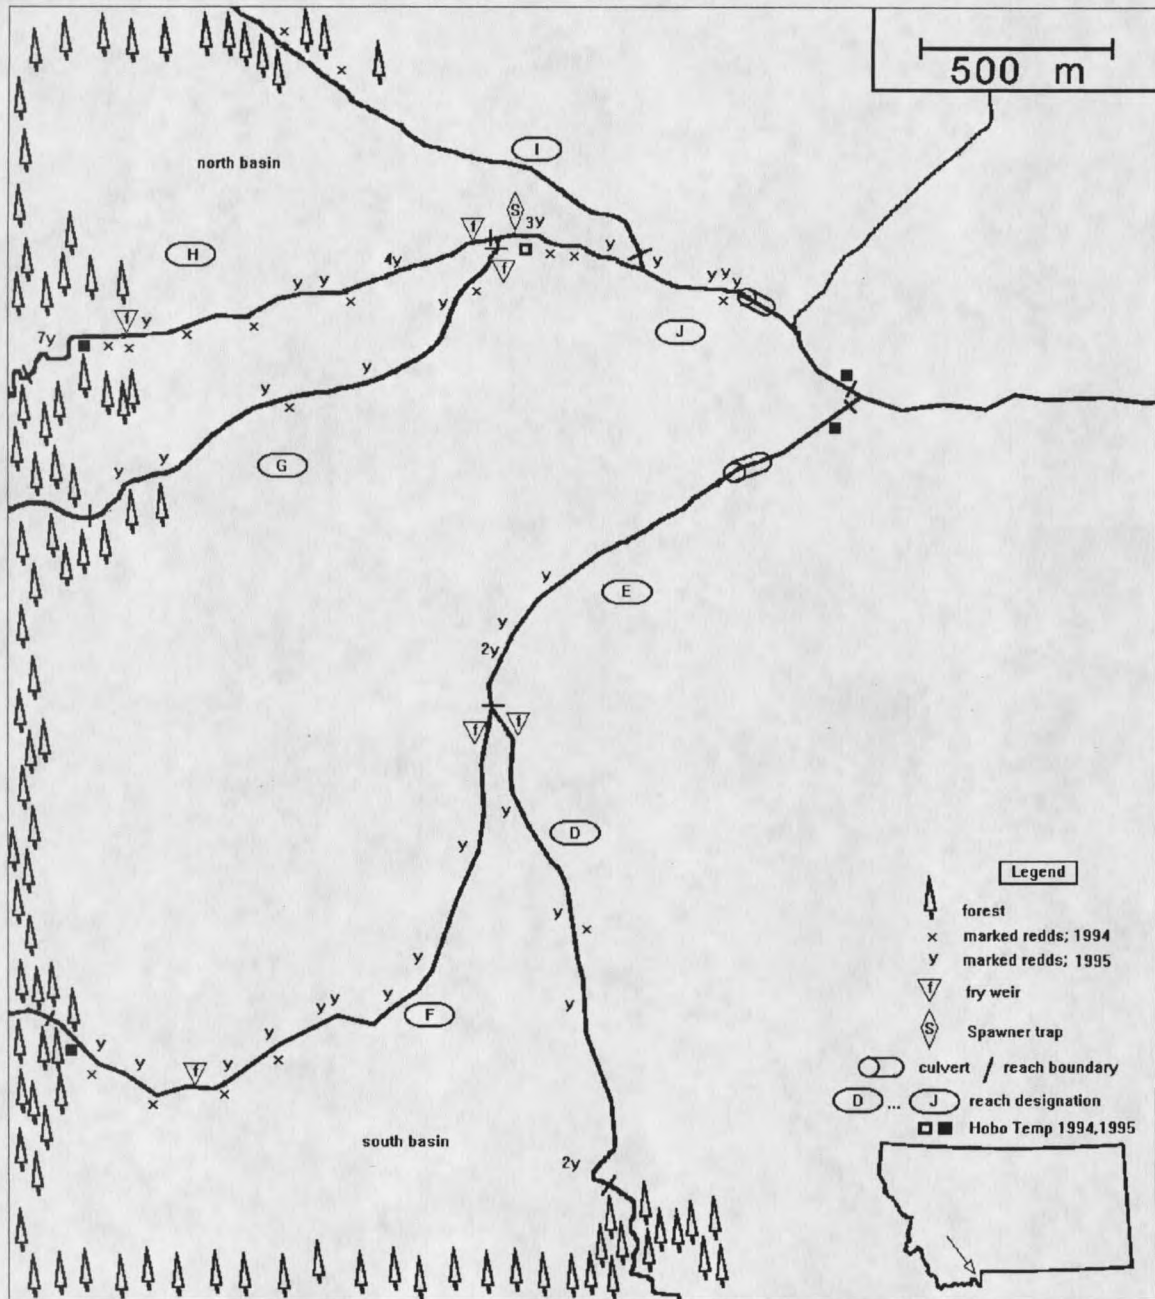 500 m
I
north basin
S
f
3y
H
4y
y
y
f
y y
y
y y y
x x
x
x
f y
7y
J
y
y
G
y
y
y
E
y
2y
f f
y
D
y
y
y
x
y
y
y
y
F
y
y
f
y
x
x
south basin
2y
Legend
forest
x marked redds; 1994
y marked redds; 1995
f fry weir
S Spawner trap
culvert / reach boundary
D ... J reach designation
Hobo Temp 1994,1995